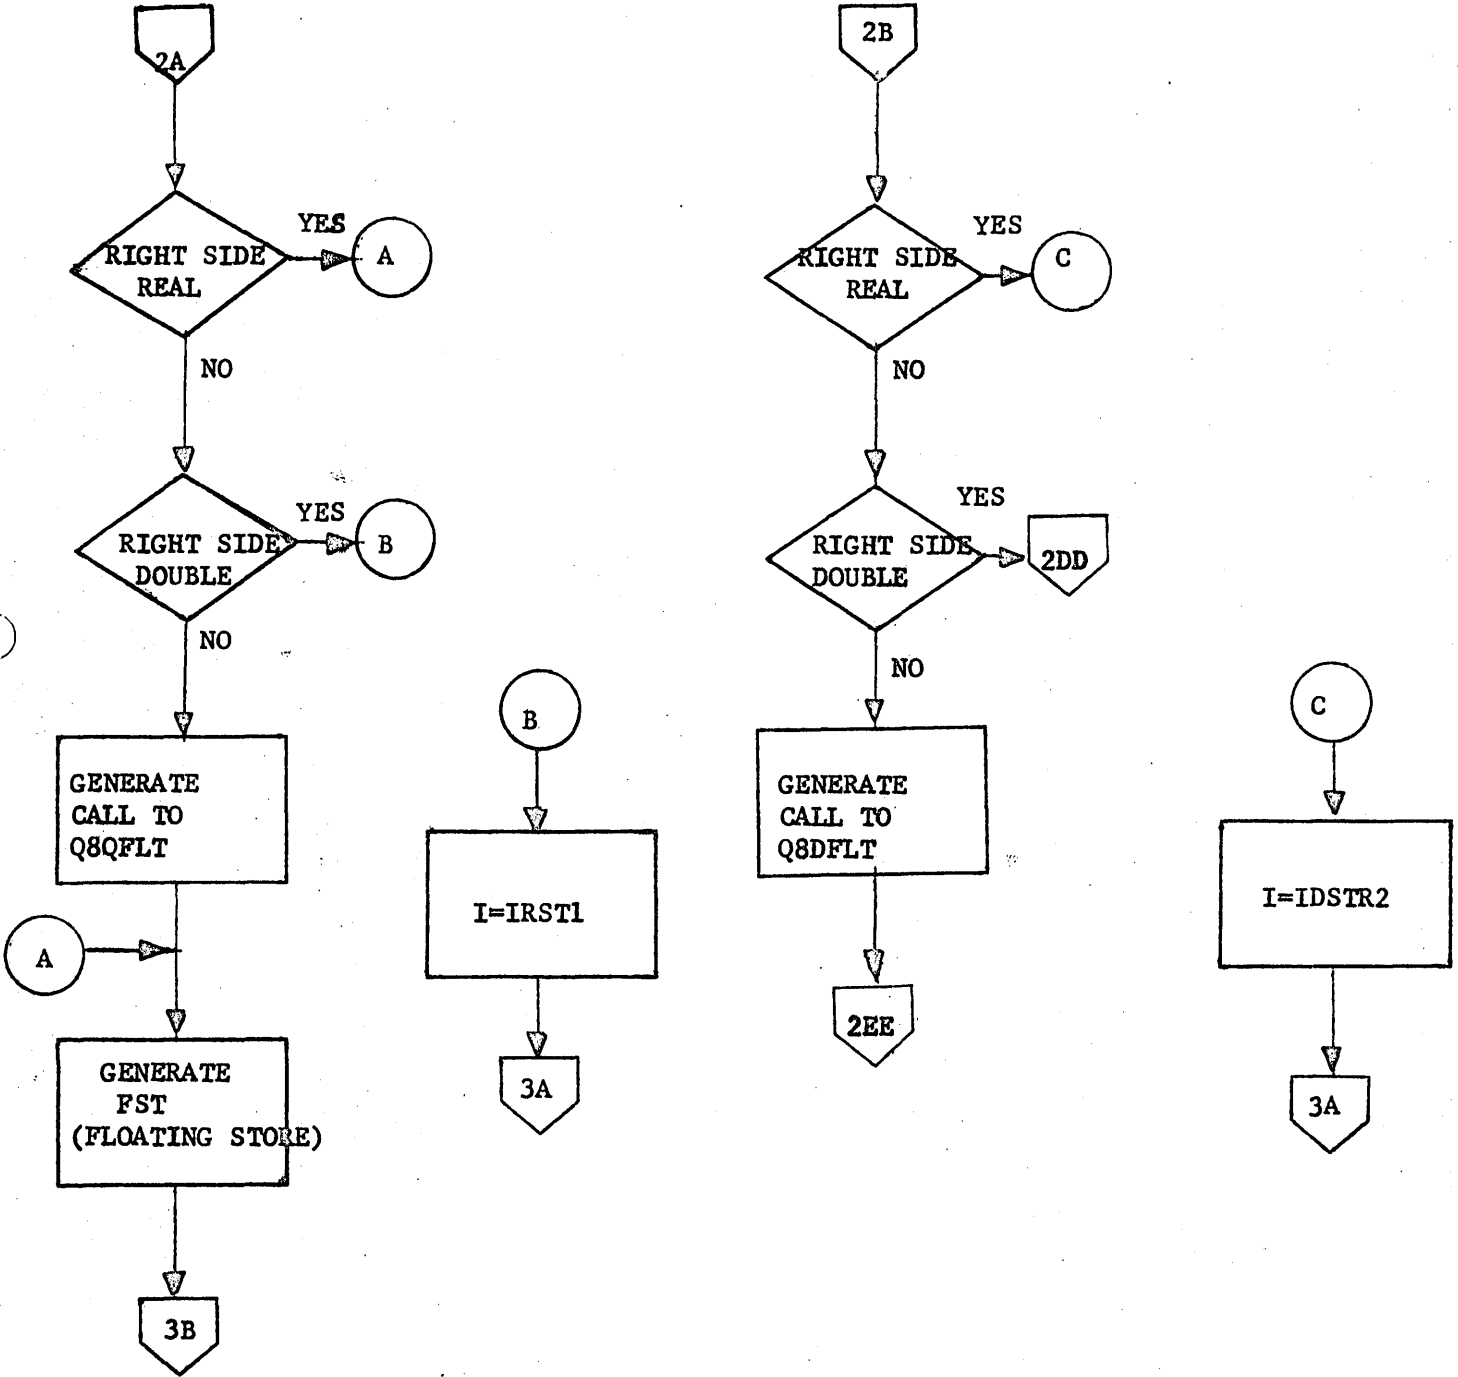 2A
RIGHT SIDE
REAL
YES
A
NO
RIGHT SIDE
DOUBLE
YES
B
NO
GENERATE
CALL TO
Q8QFLT
A
GENERATE
FST
(FLOATING STORE)
3B
B
I=IRST1
3A
2B
RIGHT SIDE
REAL
YES
C
NO
RIGHT SIDE
DOUBLE
YES
2DD
NO
GENERATE
CALL TO
Q8DFLT
2EE
C
I=IDSTR2
3A